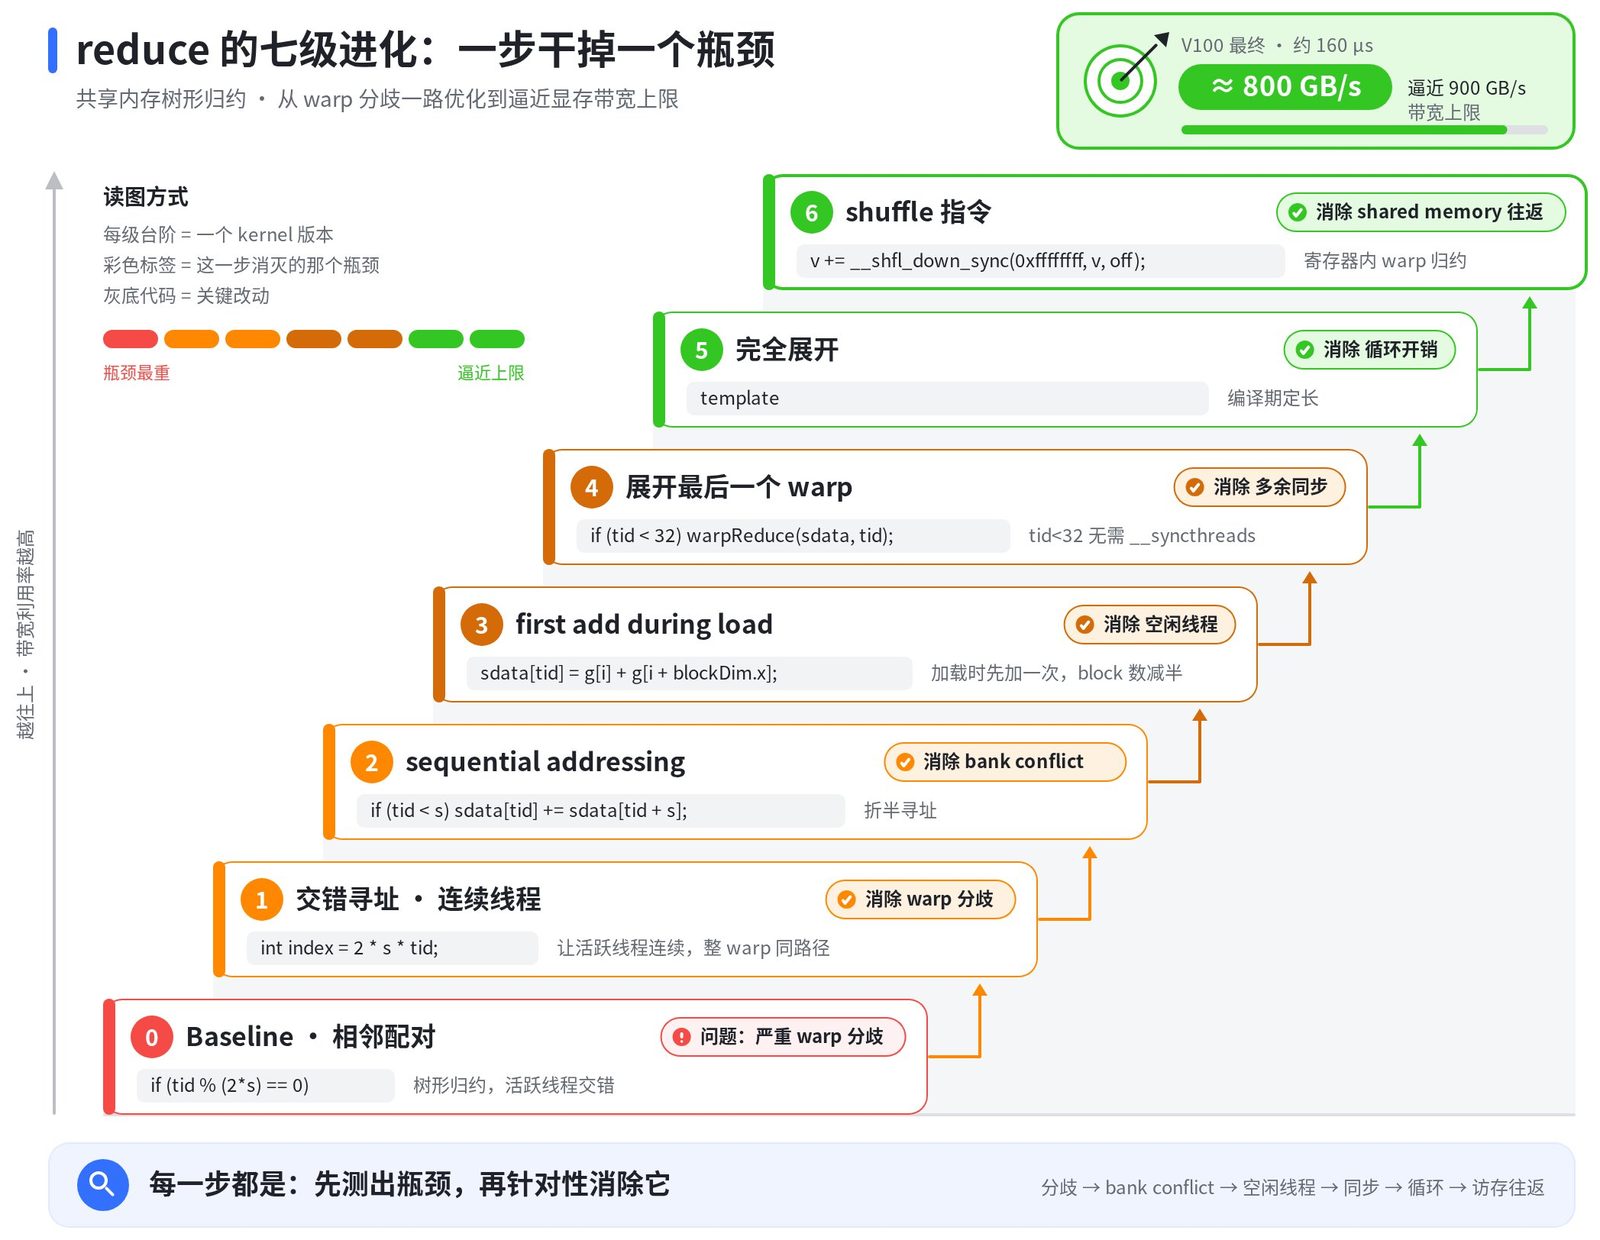 reduce 的七级进化：一步干掉一个瓶颈
共享内存树形归约 · 从 warp 分歧一路优化到逼近显存带宽上限
V100 最终 · 约 160 µs
≈ 800 GB/s
逼近 900 GB/s
带宽上限
读图方式
每级台阶 = 一个 kernel 版本
彩色标签 = 这一步消灭的那个瓶颈
灰底代码 = 关键改动
瓶颈最重
逼近上限
越往上 · 带宽利用率越高
6
shuffle 指令
消除 shared memory 往返
v += __shfl_down_sync(0xffffffff, v, off);
寄存器内 warp 归约
5
完全展开
消除 循环开销
template
编译期定长
4
展开最后一个 warp
消除 多余同步
if (tid < 32) warpReduce(sdata, tid);
tid<32 无需 __syncthreads
3
first add during load
消除 空闲线程
sdata[tid] = g[i] + g[i + blockDim.x];
加载时先加一次，block 数减半
2
sequential addressing
消除 bank conflict
if (tid < s) sdata[tid] += sdata[tid + s];
折半寻址
1
交错寻址 · 连续线程
消除 warp 分歧
int index = 2 * s * tid;
让活跃线程连续，整 warp 同路径
0
Baseline · 相邻配对
问题：严重 warp 分歧
if (tid % (2*s) == 0)
树形归约，活跃线程交错
每一步都是：先测出瓶颈，再针对性消除它
分歧 → bank conflict → 空闲线程 → 同步 → 循环 → 访存往返